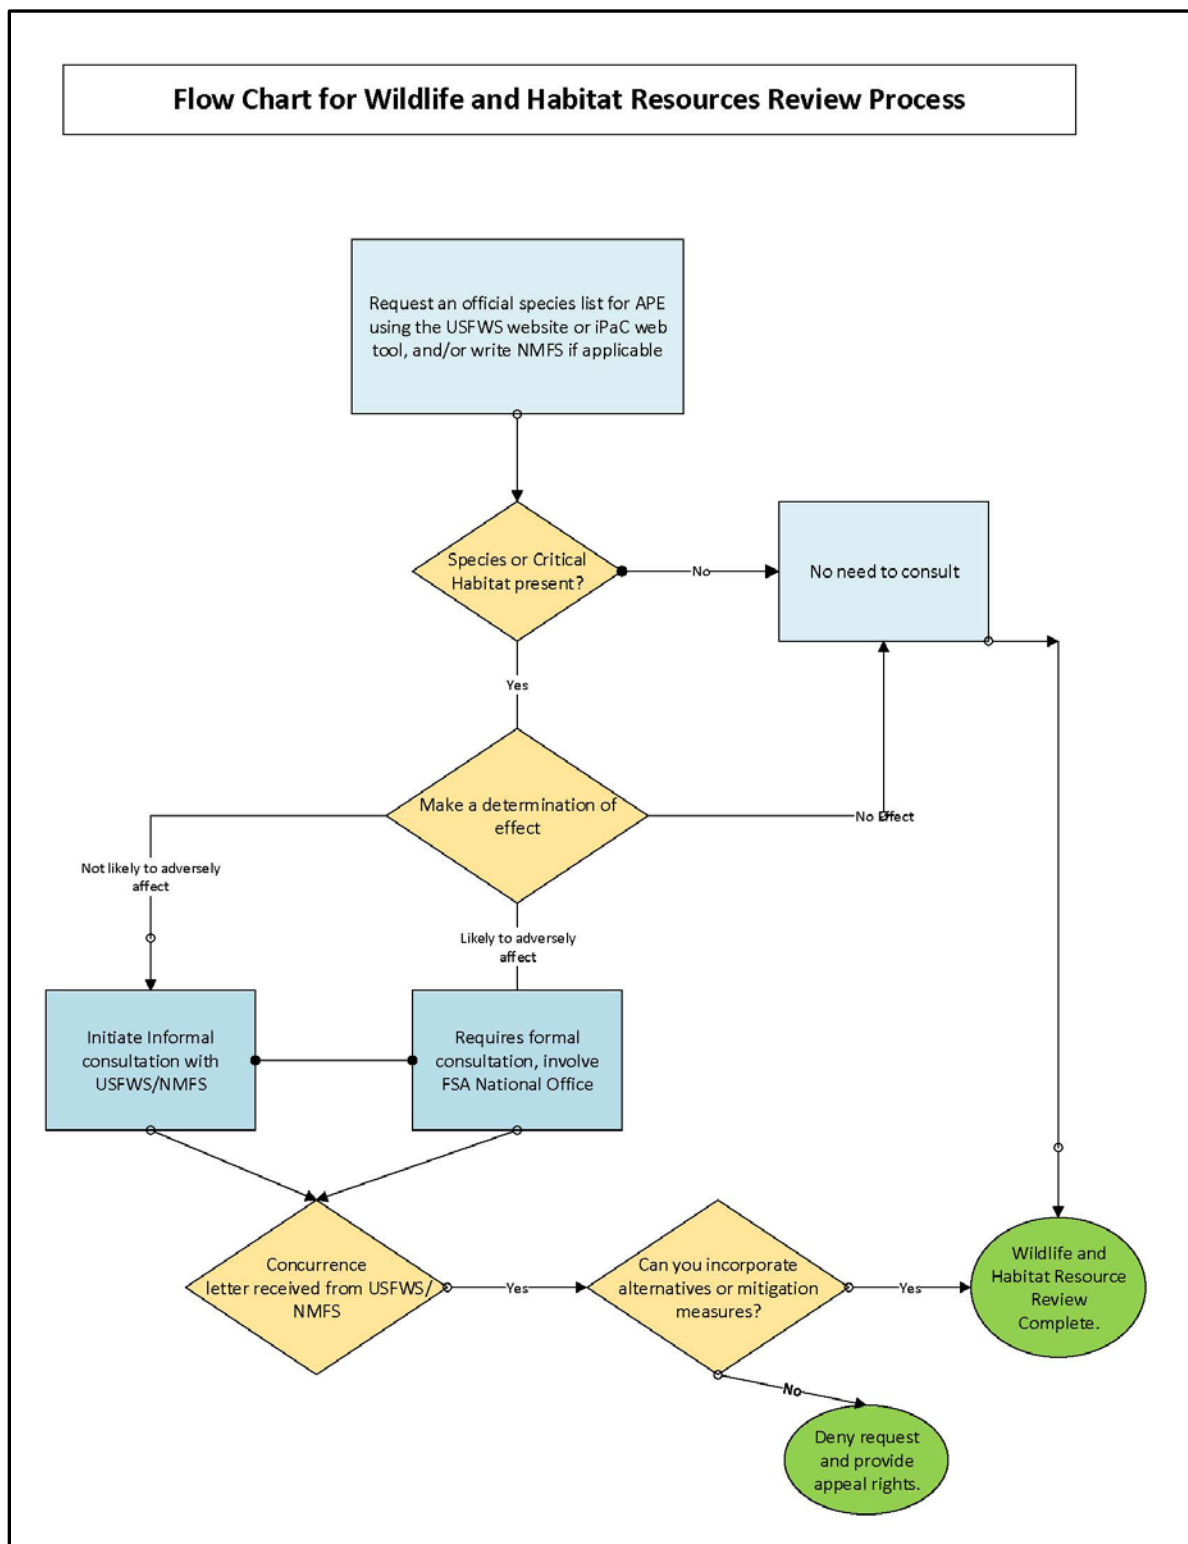 Flow Chart for Wildlife and Habitat Resources Review Process
Request an official species list for APE
using the USFWS website or iPaC web
tool, and/or write NMFS if applicable
Species or Critical
Habitat present?
No
No need to consult
Yes
Make a determination of
effect
No Effect
Not likely to adversely
affect
Likely to adversely
affect
Initiate Informal
consultation with
USFWS/NMFS
Requires formal
consultation, involve
FSA National Office
Concurrence
letter received from USFWS/
NMFS
Yes
Can you incorporate
alternatives or mitigation
measures?
Yes
Wildlife and
Habitat Resource
Review
Complete.
No
Deny request
and provide
appeal rights.